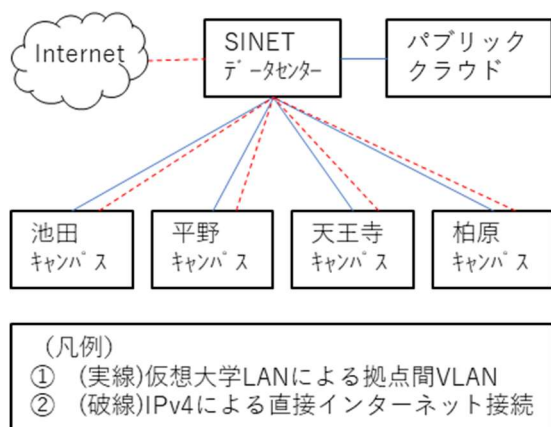 Internet
SINET
ﾃﾞｰﾀｾﾝﾀｰ
パブリック
クラウド
池田
ｷｬﾝﾊﾟｽ
平野
ｷｬﾝﾊﾟｽ
天王寺
ｷｬﾝﾊﾟｽ
柏原
ｷｬﾝﾊﾟｽ
(凡例)
① (実線)仮想大学LANによる拠点間VLAN
② (破線)IPv4による直接インターネット接続